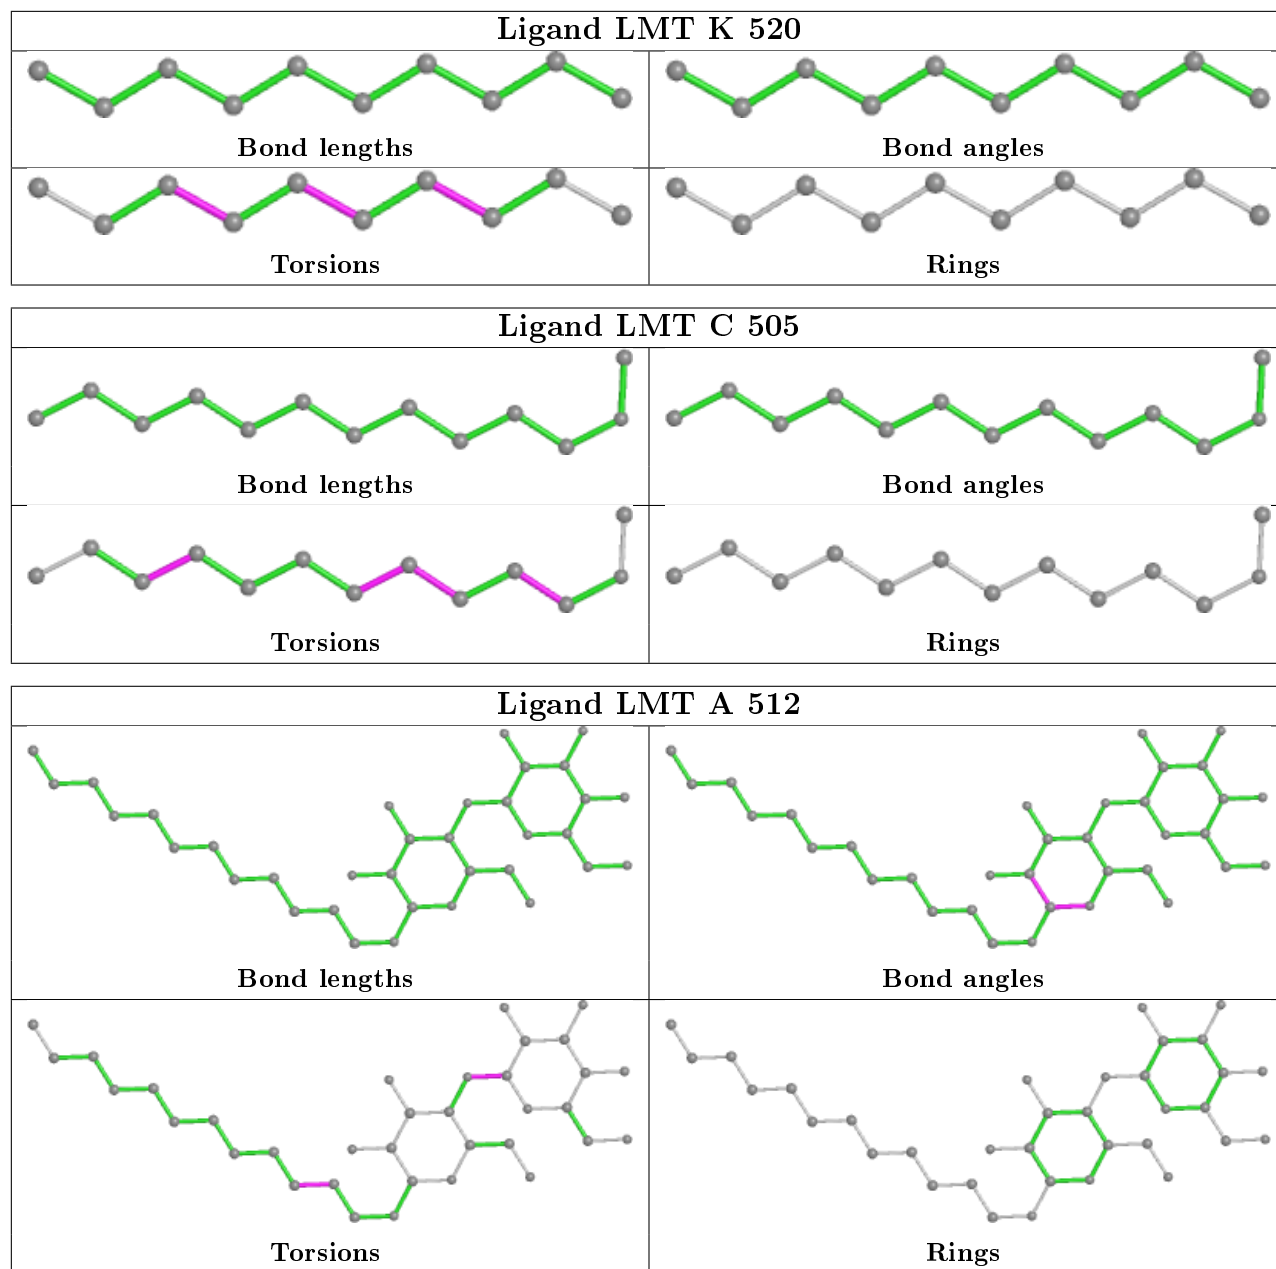 Ligand LMT K 520
Bond lengths
Bond angles
Torsions
Rings
Ligand LMT C 505
Bond lengths
Bond angles
Torsions
Rings
Ligand LMT A 512
Bond lengths
Bond angles
Torsions
Rings